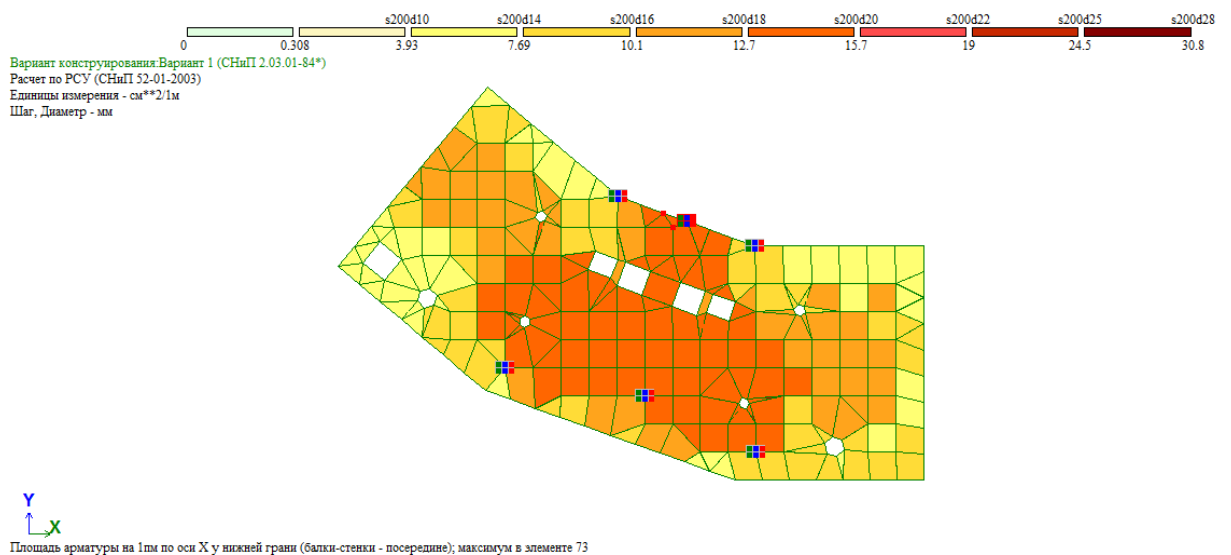 s200d10 s200d14 s200d16 s200d18 s200d20 s200d22 s200d25 s200d28
0 0.308 3.93 7.69 10.1 12.7 15.7 19 24.5 30.8
Вариант конструирования:Вариант 1 (СНиП 2.03.01-84*)
Расчет по РСУ (СНиП 52-01-2003)
Единицы измерения - см**2/1м
Шаг, Диаметр - мм
Y
X
Площадь арматуры на 1пм по оси X у нижней грани (балки-стенки - посередине); максимум в элементе 73